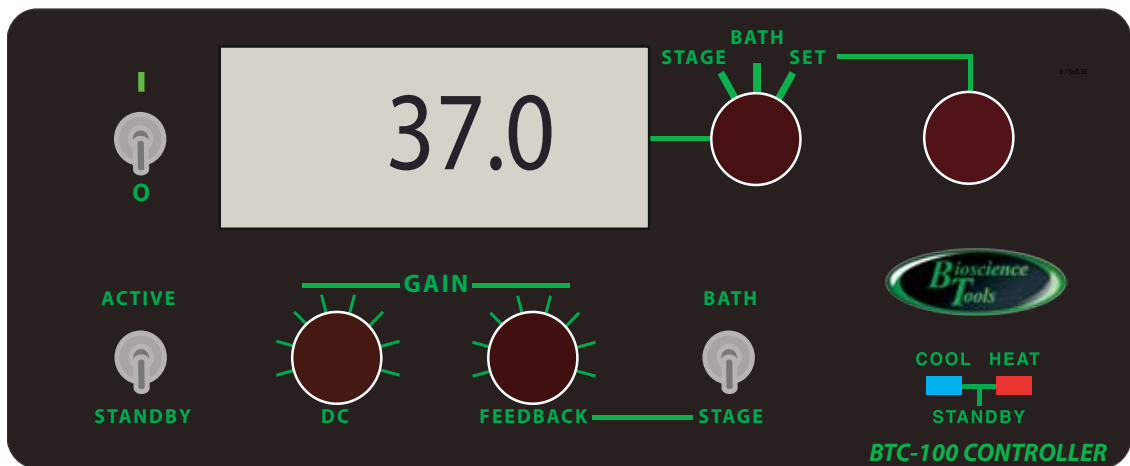 BATH
STAGE SET
I
37.0
O
GAIN
ACTIVE
BATH
Bioscience
Tools
COOL HEAT
STANDBY
DC
FEEDBACK
STAGE
STANDBY
BTC-100 CONTROLLER